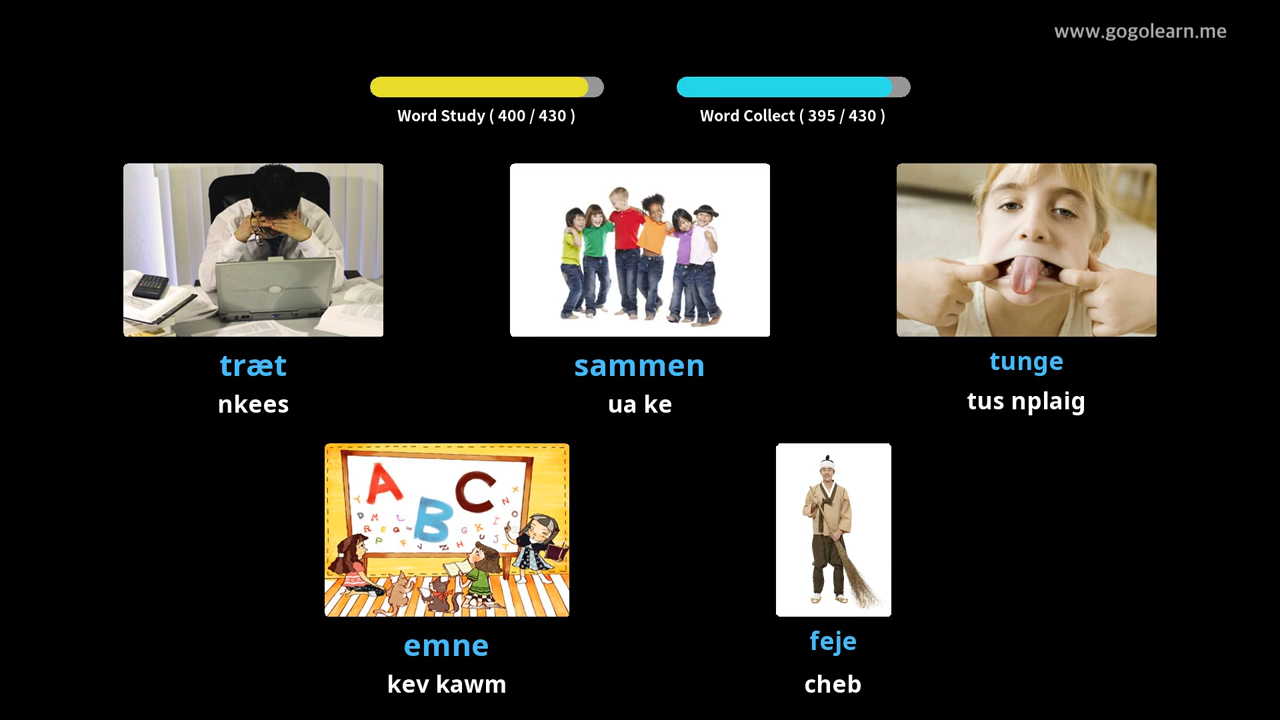 www.gogolearn.me
Word Study ( 400 / 430 )
Word Collect ( 395 / 430 )
træt
nkees
sammen
ua ke
tunge
tus nplaig
A B C
emne
kev kawm
feje
cheb